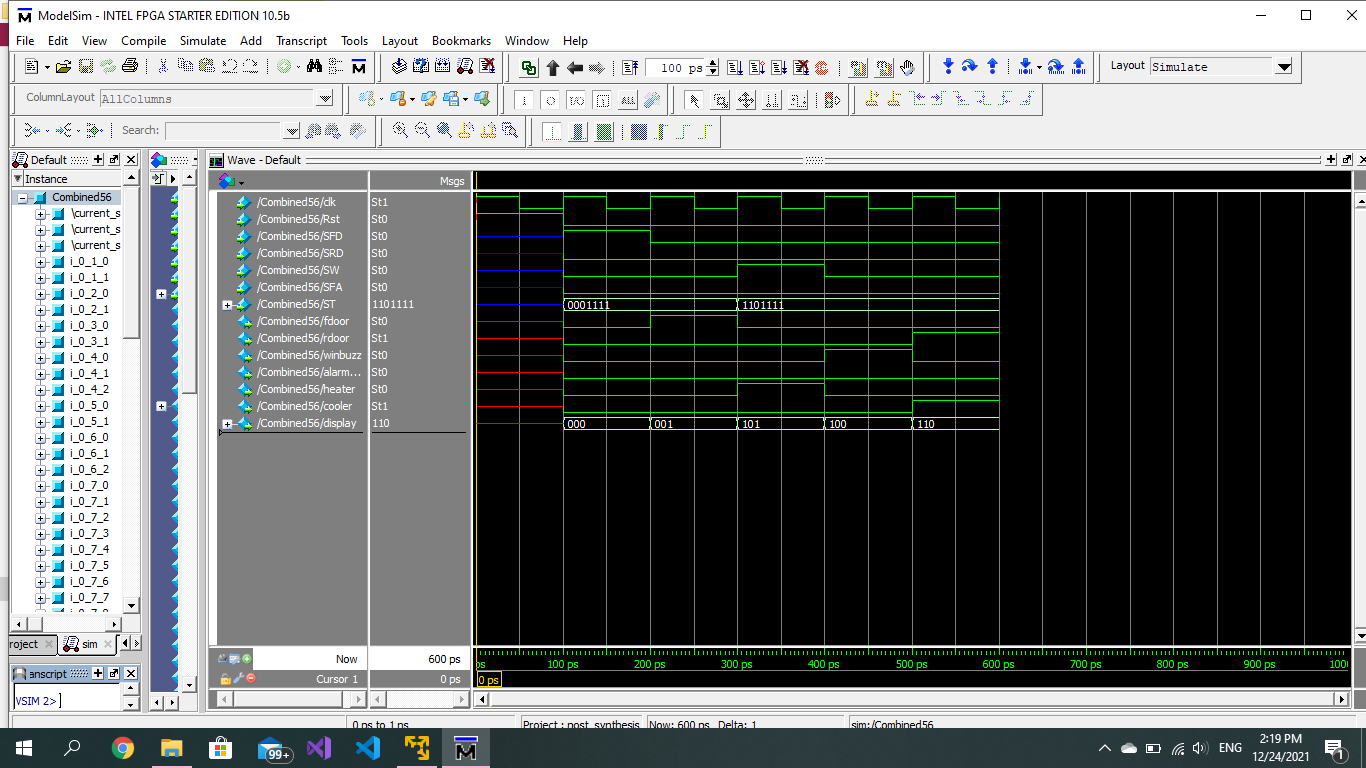 ModelSim - INTEL FPGA STARTER EDITION 10.5b
File Edit View Compile Simulate Add Transcript Tools Layout Bookmarks Window Help
100 ps
Layout Simulate
ColumnLayout AllColumns
ALL
Search:
Default
Instance
Combined56
\current_s
\current_s
\current_s
i_0_1_0
i_0_1_1
i_0_2_0
i_0_2_1
i_0_3_0
i_0_3_1
i_0_4_0
i_0_4_1
i_0_4_2
i_0_5_0
i_0_5_1
i_0_6_0
i_0_6_1
i_0_6_2
i_0_7_0
i_0_7_1
i_0_7_2
i_0_7_3
i_0_7_4
i_0_7_5
i_0_7_6
i_0_7_7
roject sim
anscript
VSIM 2>
Wave - Default
Msgs
/Combined56/clk St1
/Combined56/Rst St0
/Combined56/SFD St0
/Combined56/SRD St0
/Combined56/SW St0
/Combined56/SFA St0
/Combined56/ST 1101111 0001111 1101111
/Combined56/fdoor St0
/Combined56/rdoor St1
/Combined56/winbuzz St0
/Combined56/alarm... St0
/Combined56/heater St0
/Combined56/cooler St1
/Combined56/display 110 000 001 101 100 110
Now 600 ps
ps 100 ps 200 ps 300 ps 400 ps 500 ps 600 ps 700 ps 800 ps 900 ps 1000
Cursor 1 0 ps
0 ps
0 ps to 1 ns Project : post_synthesis Now: 600 ps Delta: 1 sim:/Combined56
99+
ENG
2:19 PM
12/24/2021
1